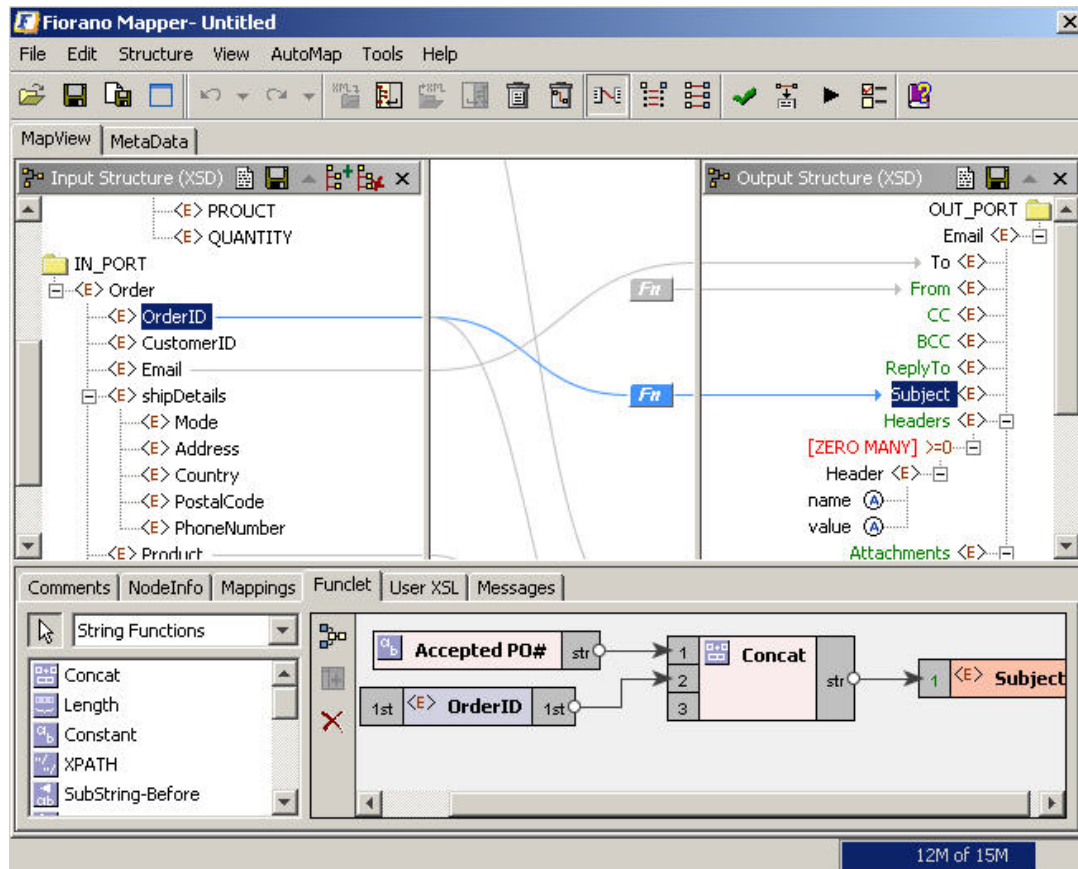 Fiorano Mapper- Untitled
File Edit Structure View AutoMap Tools Help
MapView MetaData
Input Structure (XSD)
<E> PROUCT
<E> QUANTITY
IN_PORT
<E> Order
<E> OrderID
<E> CustomerID
<E> Email
<E> shipDetails
<E> Mode
<E> Address
<E> Country
<E> PostalCode
<E> PhoneNumber
<E> Product
Fn
Fn
Output Structure (XSD)
OUT_PORT
Email <E>
To <E>
From <E>
CC <E>
BCC <E>
ReplyTo <E>
Subject <E>
Headers <E>
[ZERO MANY] >=0
Header <E>
name A
value A
Attachments <E>
Comments NodeInfo Mappings Funclet User XSL Messages
String Functions
Concat
Length
Constant
XPATH
SubString-Before
Accepted PO# str
1st <E> OrderID 1st
1 Concat
2
3
str
1 <E> Subject
12M of 15M